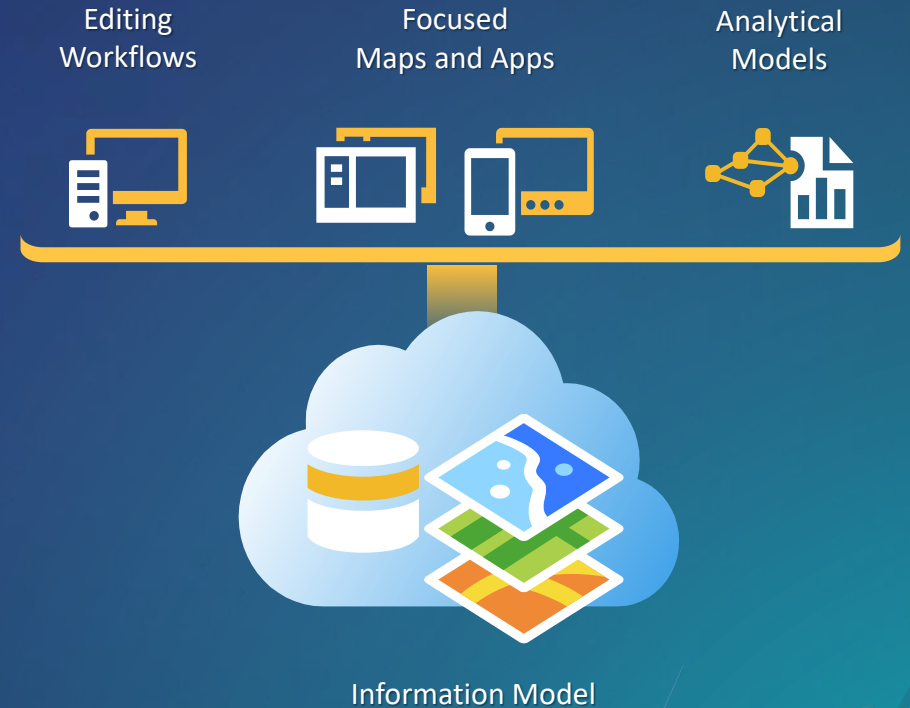 Editing
Workflows
Focused
Maps and Apps
Analytical
Models
Information Model